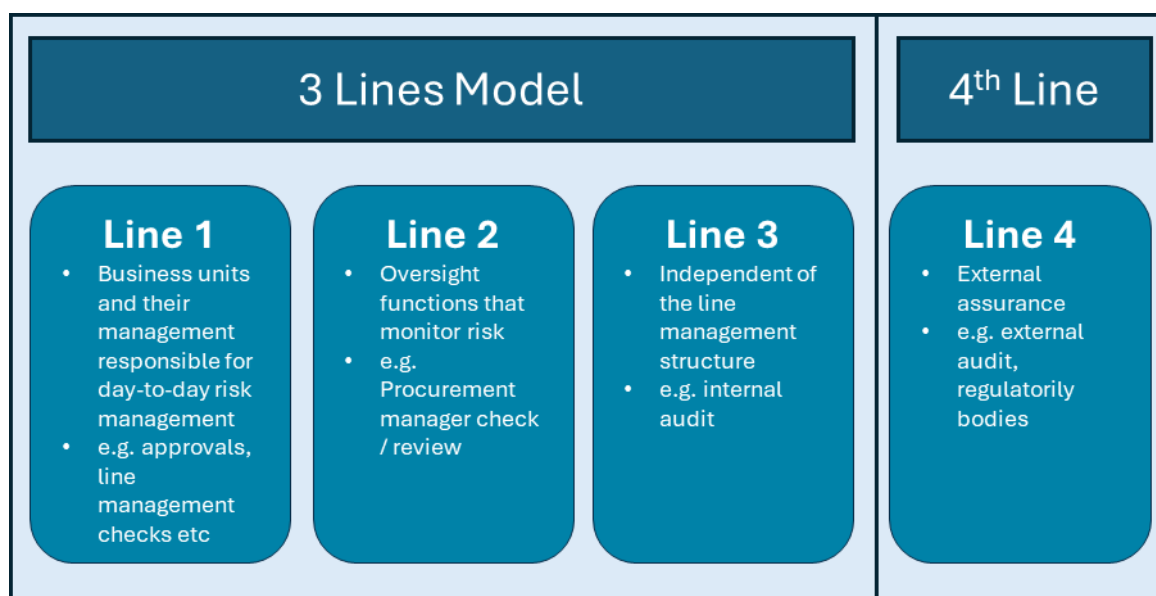 3 Lines Model
4th Line
Line 1
• Business units
and their
management
responsible for
day-to-day risk
management
• e.g. approvals,
line
management
checks etc
Line 2
• Oversight
functions that
monitor risk
• e.g.
Procurement
manager check
/ review
Line 3
• Independent of
the line
management
structure
• e.g. internal
audit
Line 4
• External
assurance
• e.g. external
audit,
regulatorily
bodies